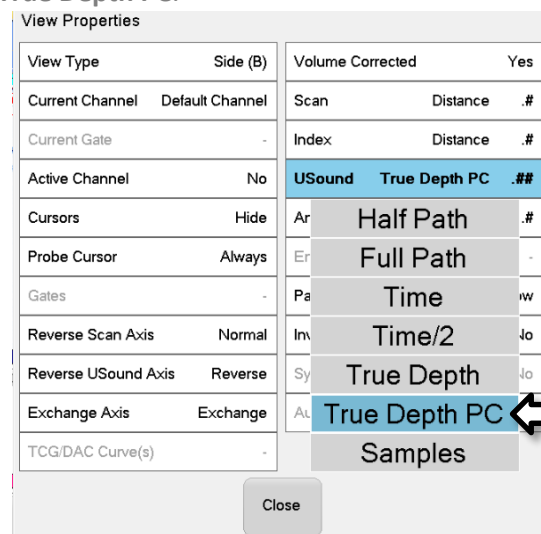 True Depth PC.
View Properties
View Type Side (B)
Current Channel Default Channel
Current Gate -
Active Channel No
Cursors Hide
Probe Cursor Always
Gates -
Reverse Scan Axis Normal
Reverse USound Axis Reverse
Exchange Axis Exchange
TCG/DAC Curve(s) -
Volume Corrected Yes
Scan Distance .#
Index Distance .#
USound True Depth PC .##
Half Path .#
Full Path -
Time
Time/2
True Depth
True Depth PC
Samples
Close